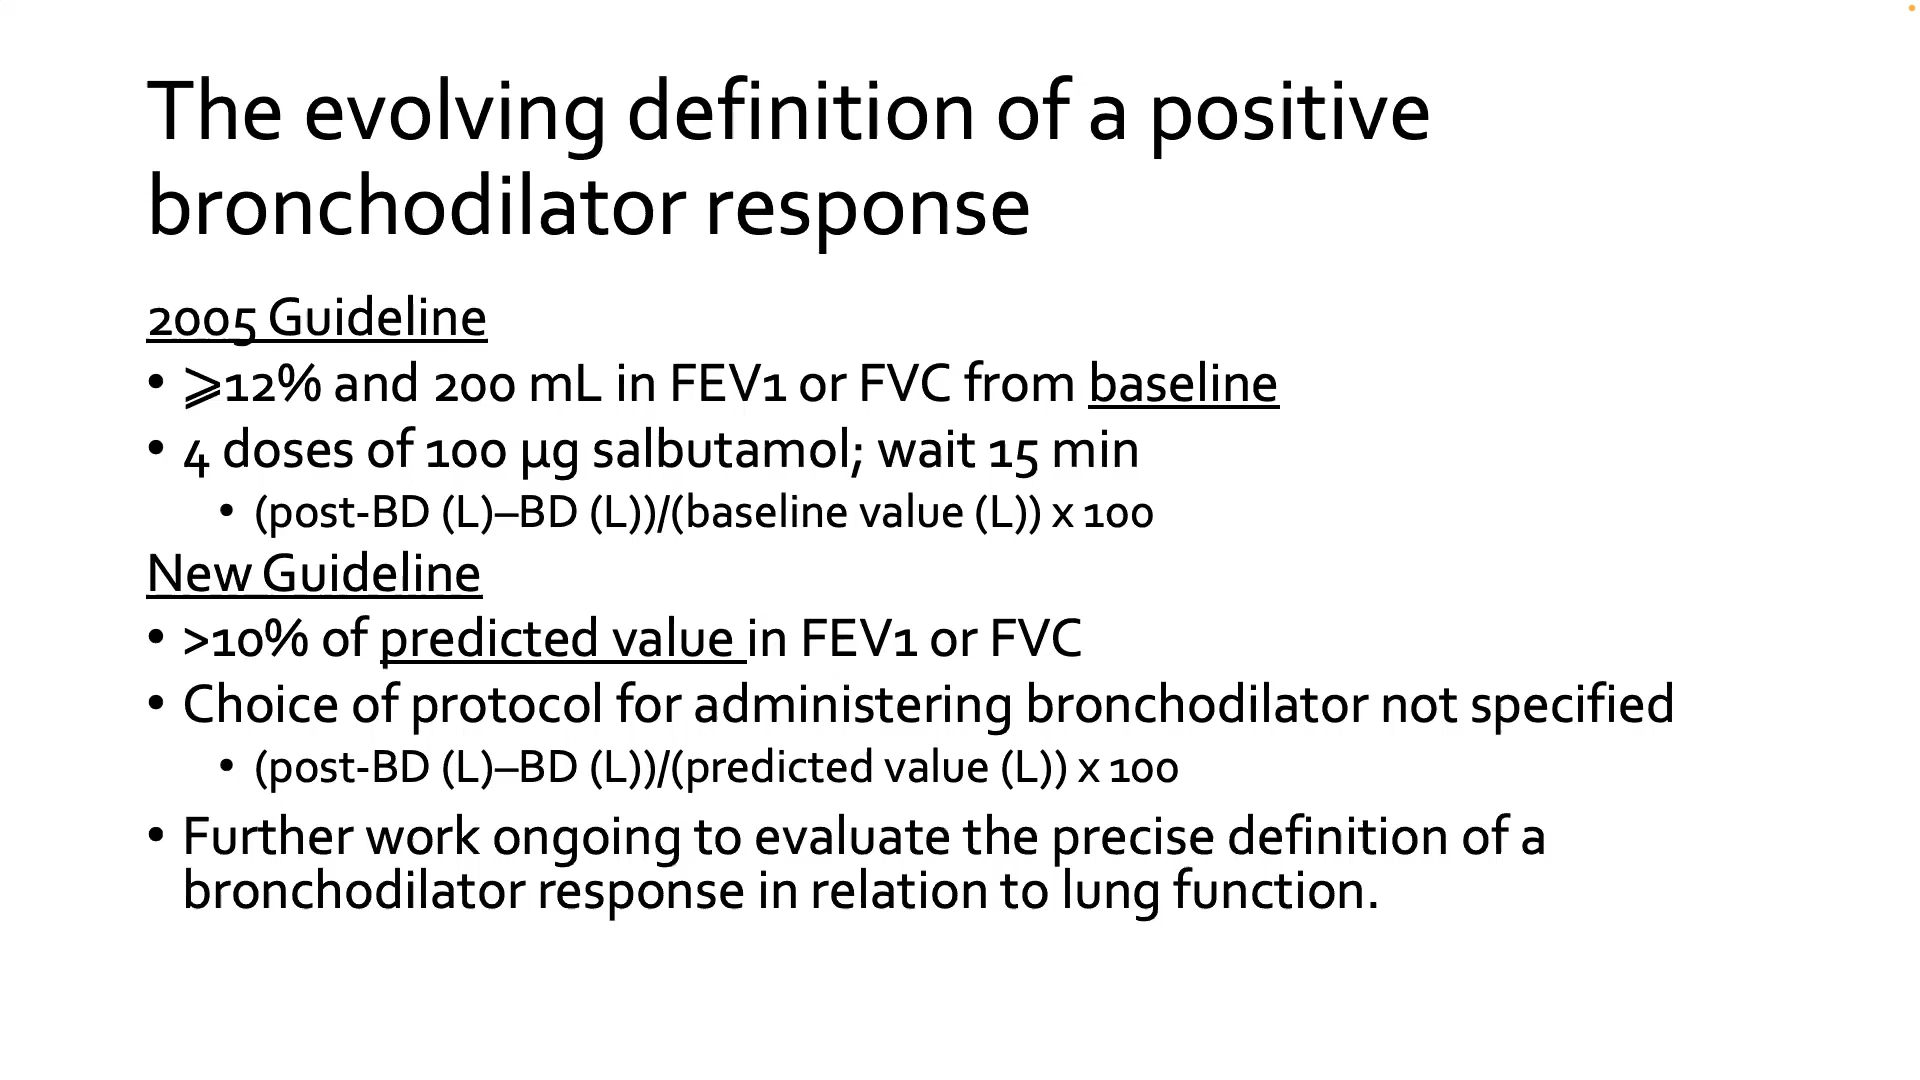 The evolving definition of a positive
bronchodilator response
2005 Guideline
• ⩾12% and 200 mL in FEV1 or FVC from baseline
• 4 doses of 100 µg salbutamol; wait 15 min
• (post-BD (L)–BD (L))/(baseline value (L)) x 100
New Guideline
• >10% of predicted value in FEV1 or FVC
• Choice of protocol for administering bronchodilator not specified
• (post-BD (L)–BD (L))/(predicted value (L)) x 100
• Further work ongoing to evaluate the precise definition of a
bronchodilator response in relation to lung function.